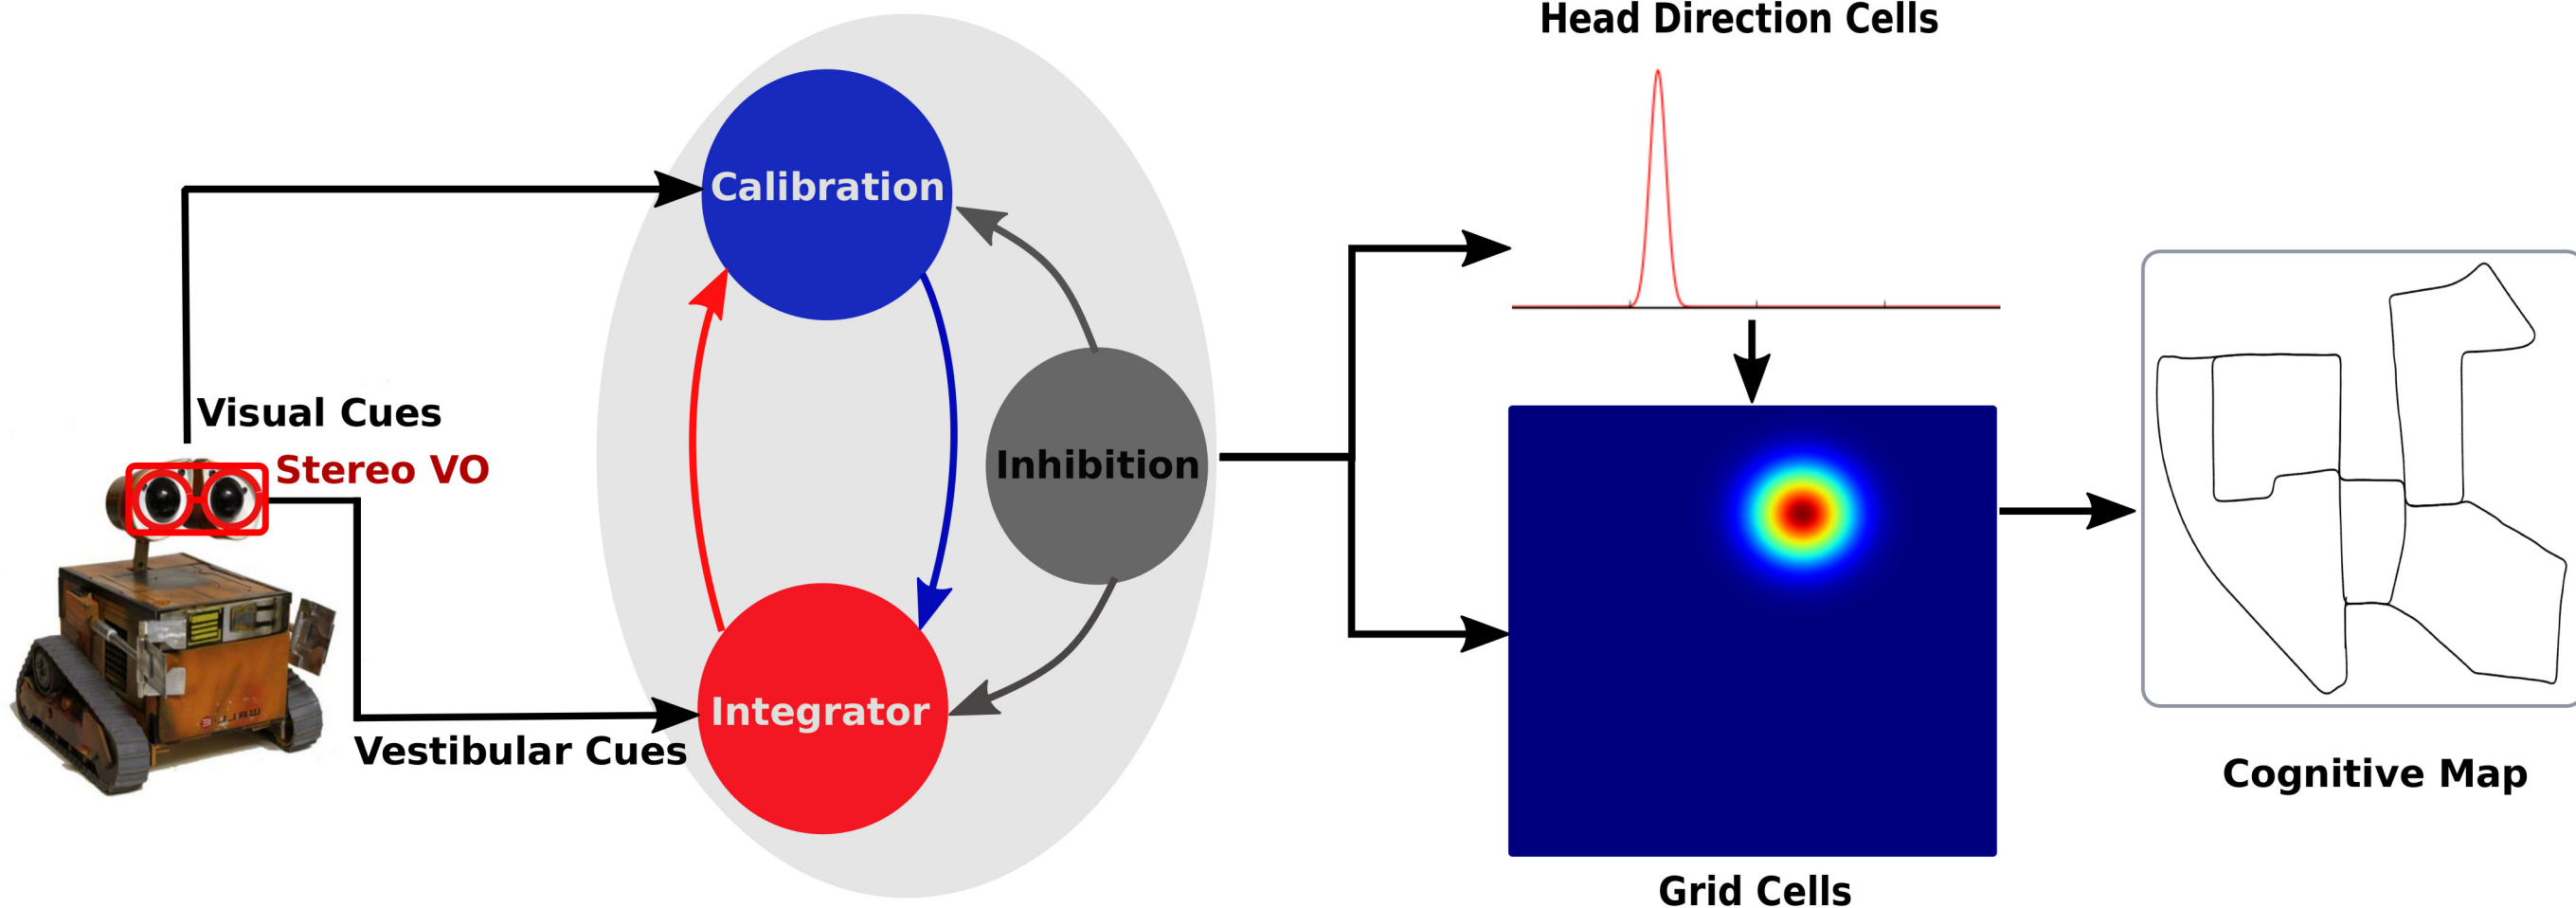 Head Direction Cells
Calibration
Visual Cues
Stereo VO
Inhibition
Integrator
Vestibular Cues
Cognitive Map
Grid Cells